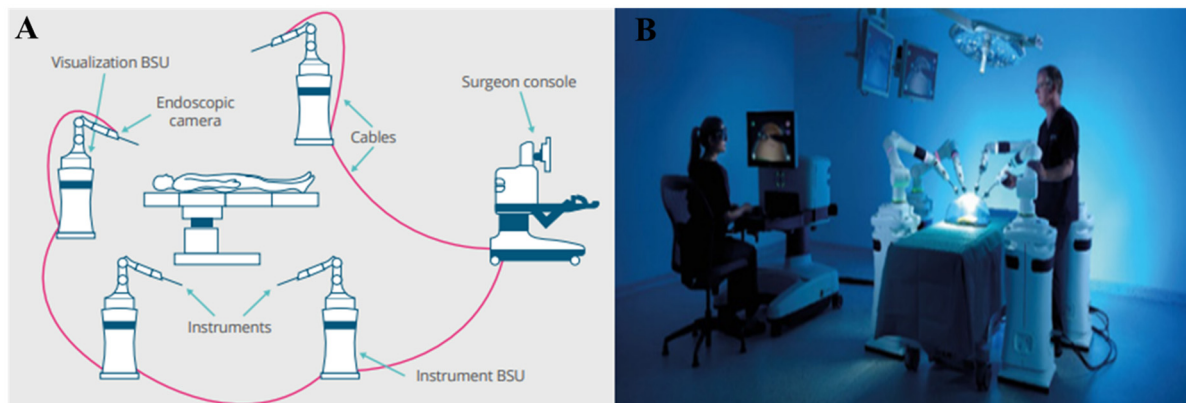 A
Visualization BSU
Endoscopic
camera
Cables
Surgeon console
Instruments
Instrument BSU
B